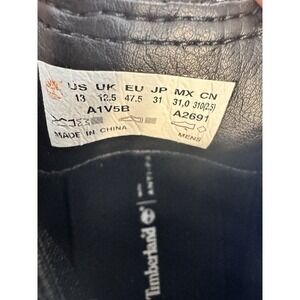 US UK EU JP MX CN
13 12.5 47.5 31 31,0 310(2.5)
A1V5B A2691
MADE IN CHINA MENS
Timberland